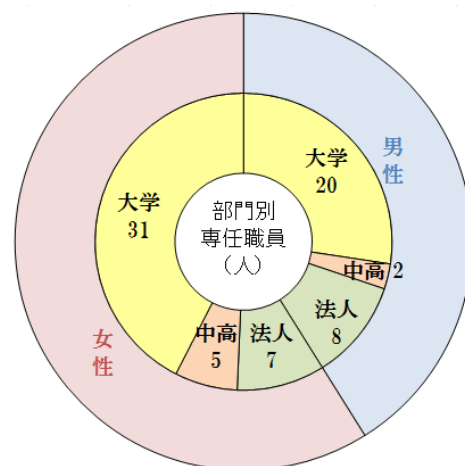 部門別
専任職員
（人）
大学
20
中高 2
法人
8
男
性
法人
7
中高
5
大学
31
女
性